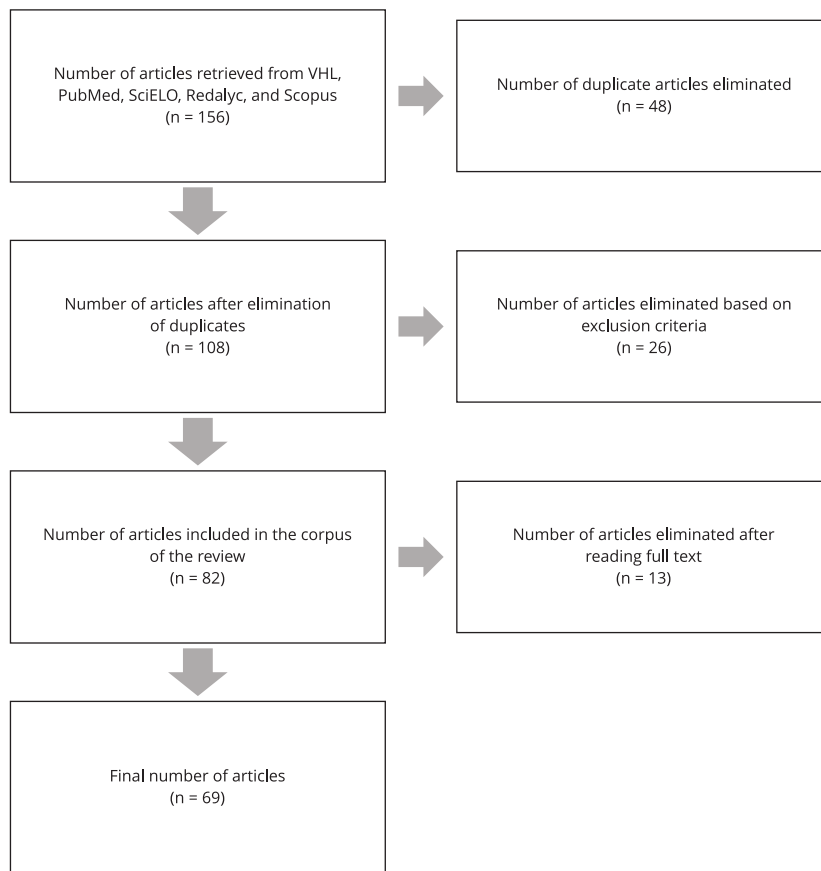 Number of articles retrieved from VHL,
PubMed, SciELO, Redalyc, and Scopus
(n = 156)
Number of duplicate articles eliminated
(n = 48)
Number of articles after elimination
of duplicates
(n = 108)
Number of articles eliminated based on
exclusion criteria
(n = 26)
Number of articles included in the corpus
of the review
(n = 82)
Number of articles eliminated after
reading full text
(n = 13)
Final number of articles
(n = 69)